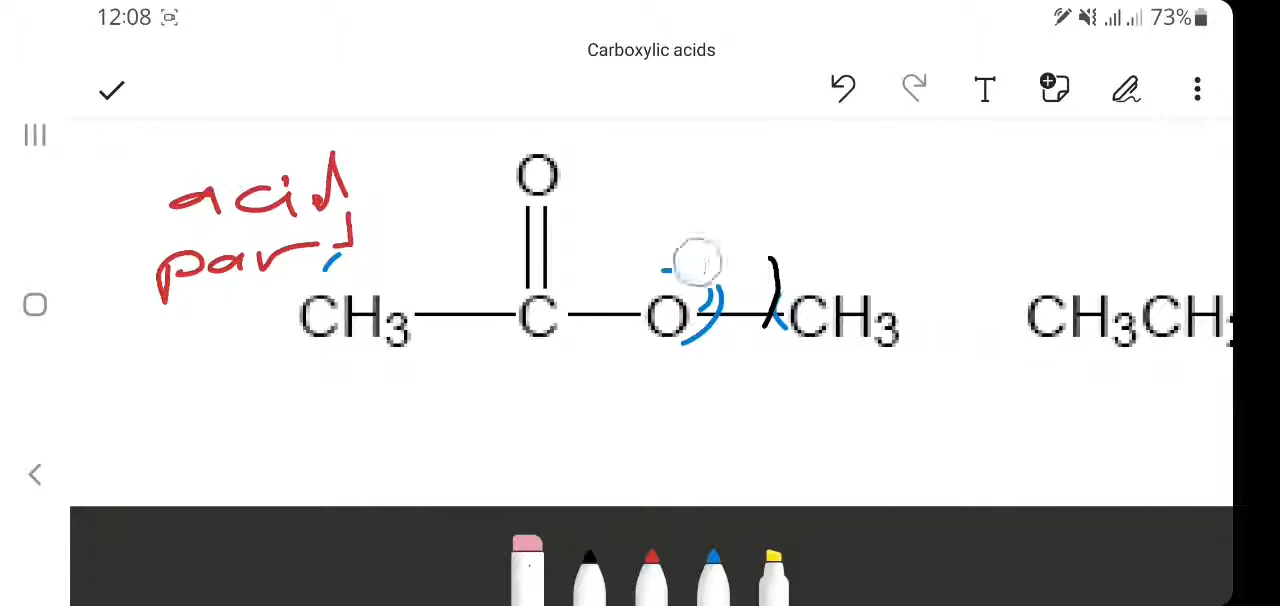 12:08
73%
Carboxylic acids
T
acid
part
O
CH3 C O CH3 CH3CH